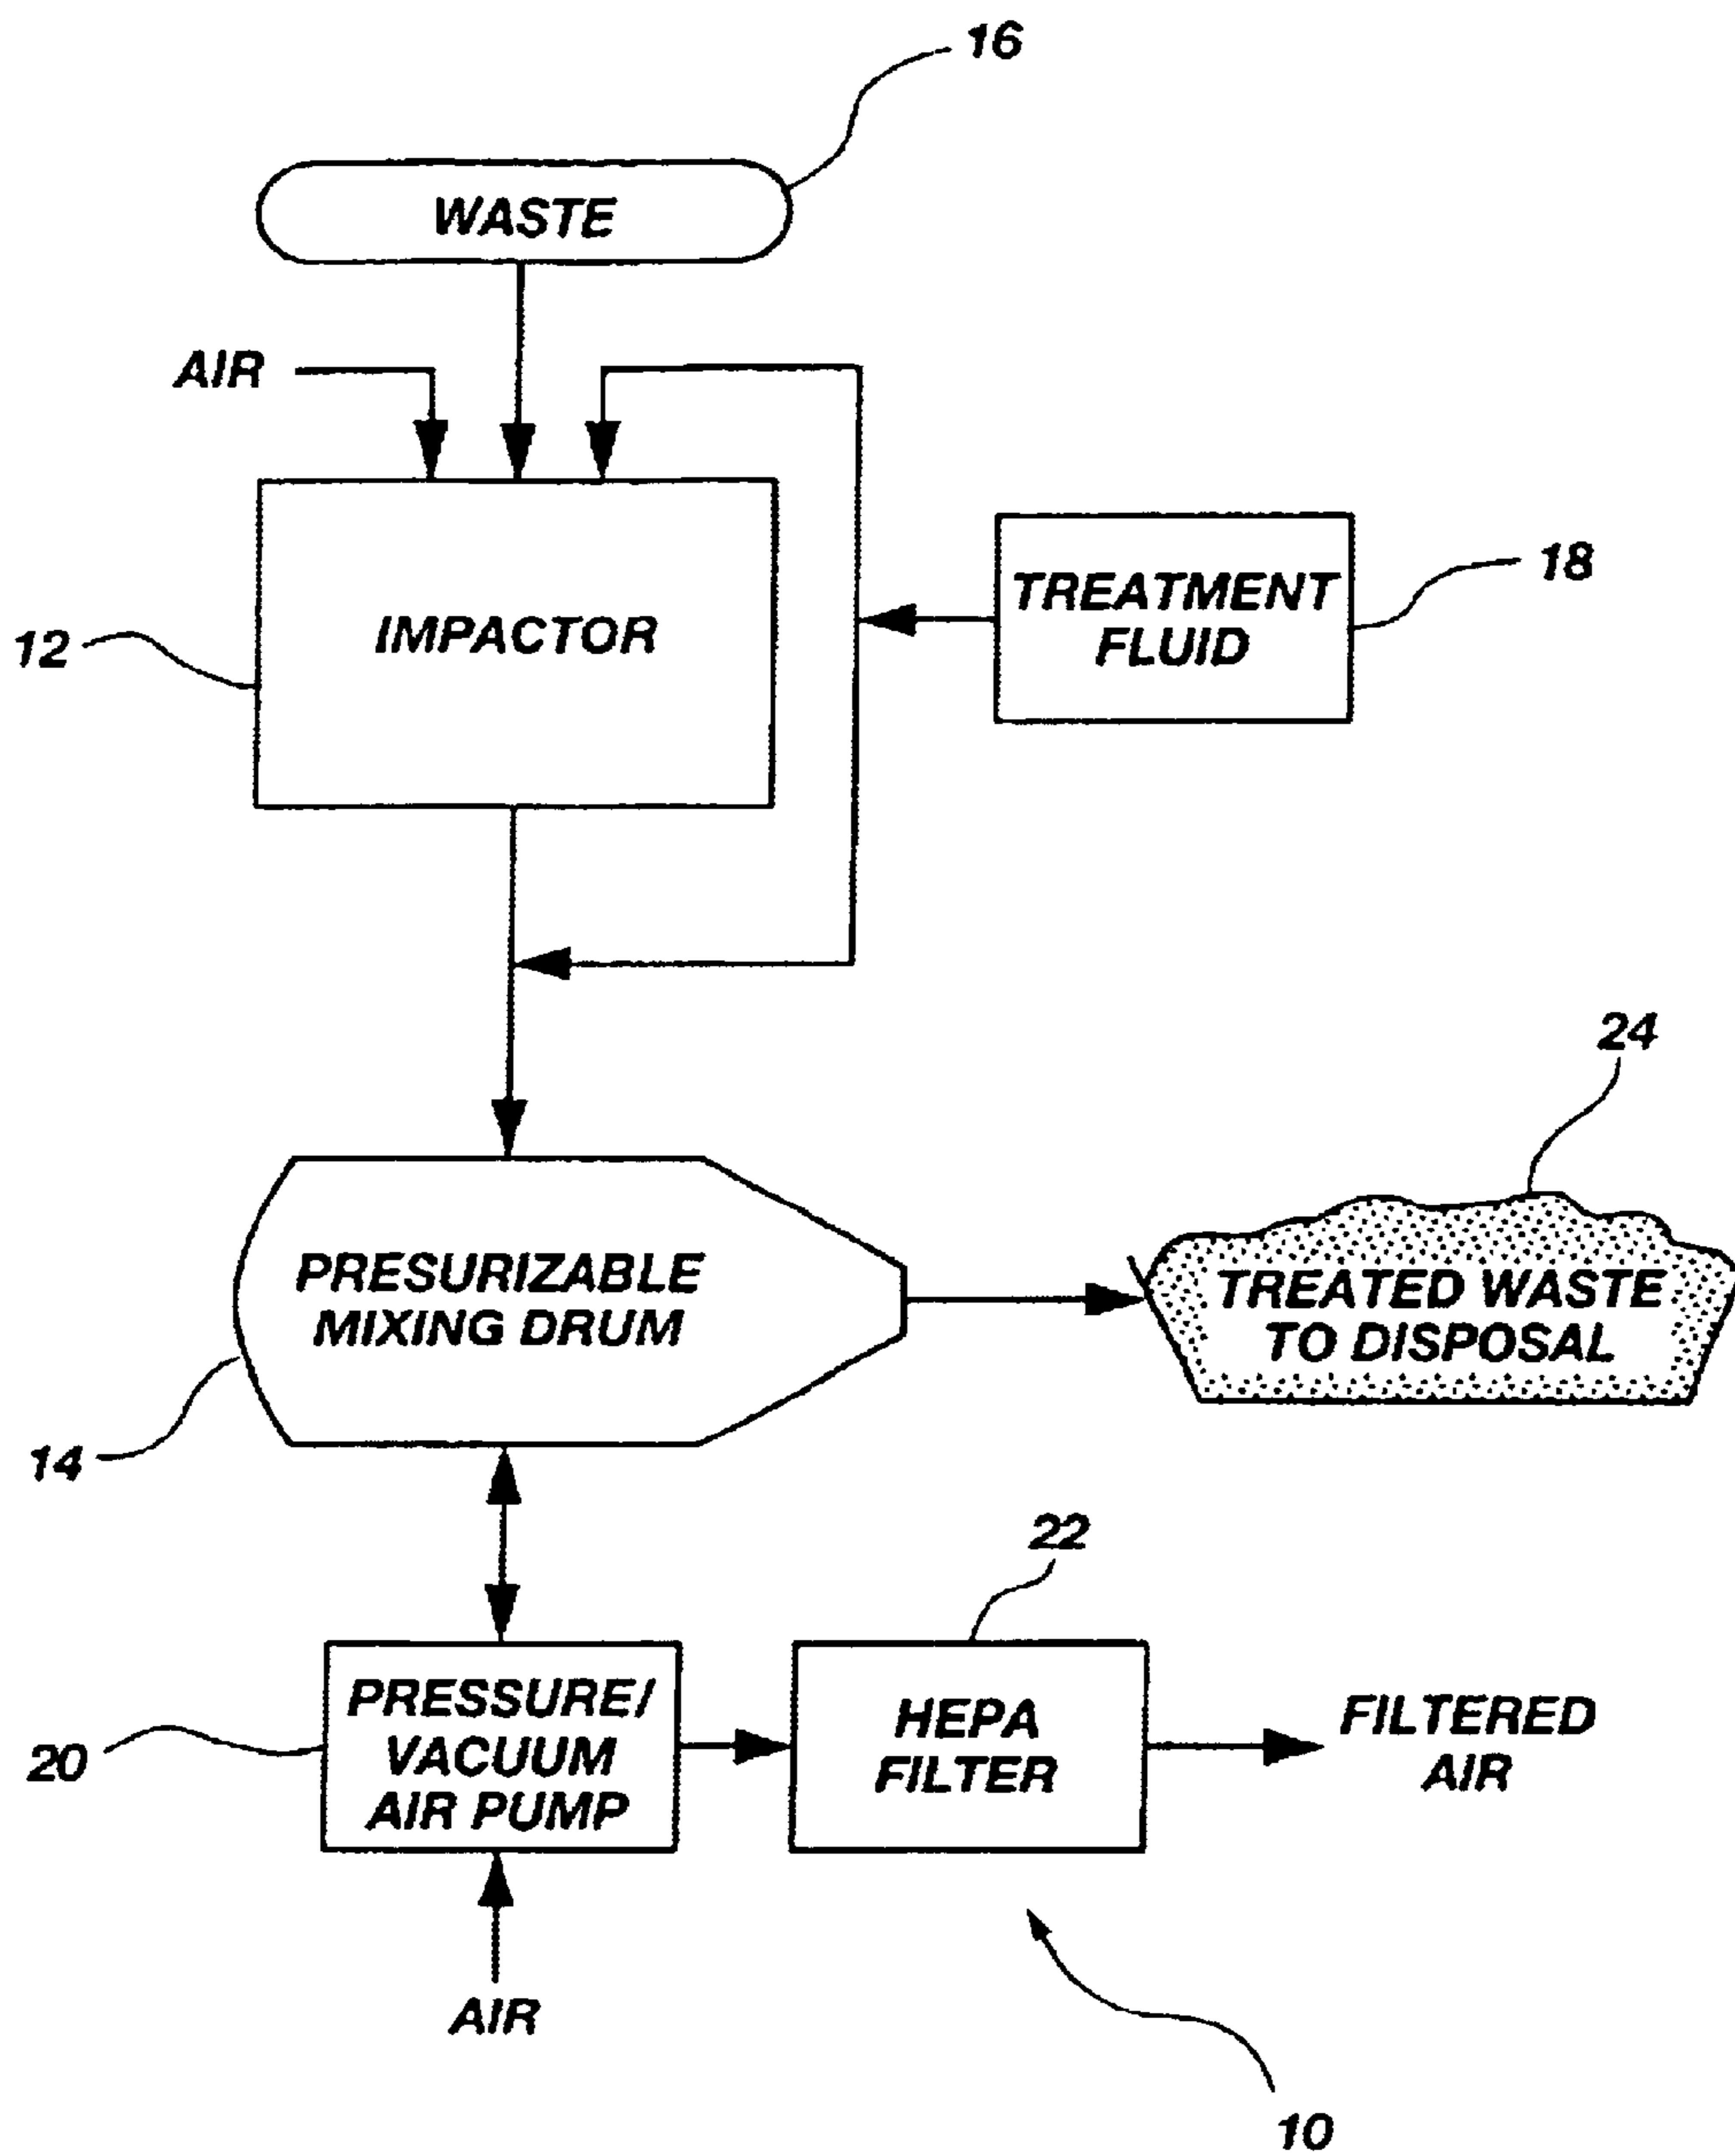 16
WASTE
AIR
IMPACTOR
TREATMENT
FLUID
18
12
24
PRESURIZABLE
MIXING DRUM
TREATED WASTE
TO DISPOSAL
14
22
PRESSURE/
VACUUM
AIR PUMP
HEPA
FILTER
FILTERED
AIR
20
AIR
10